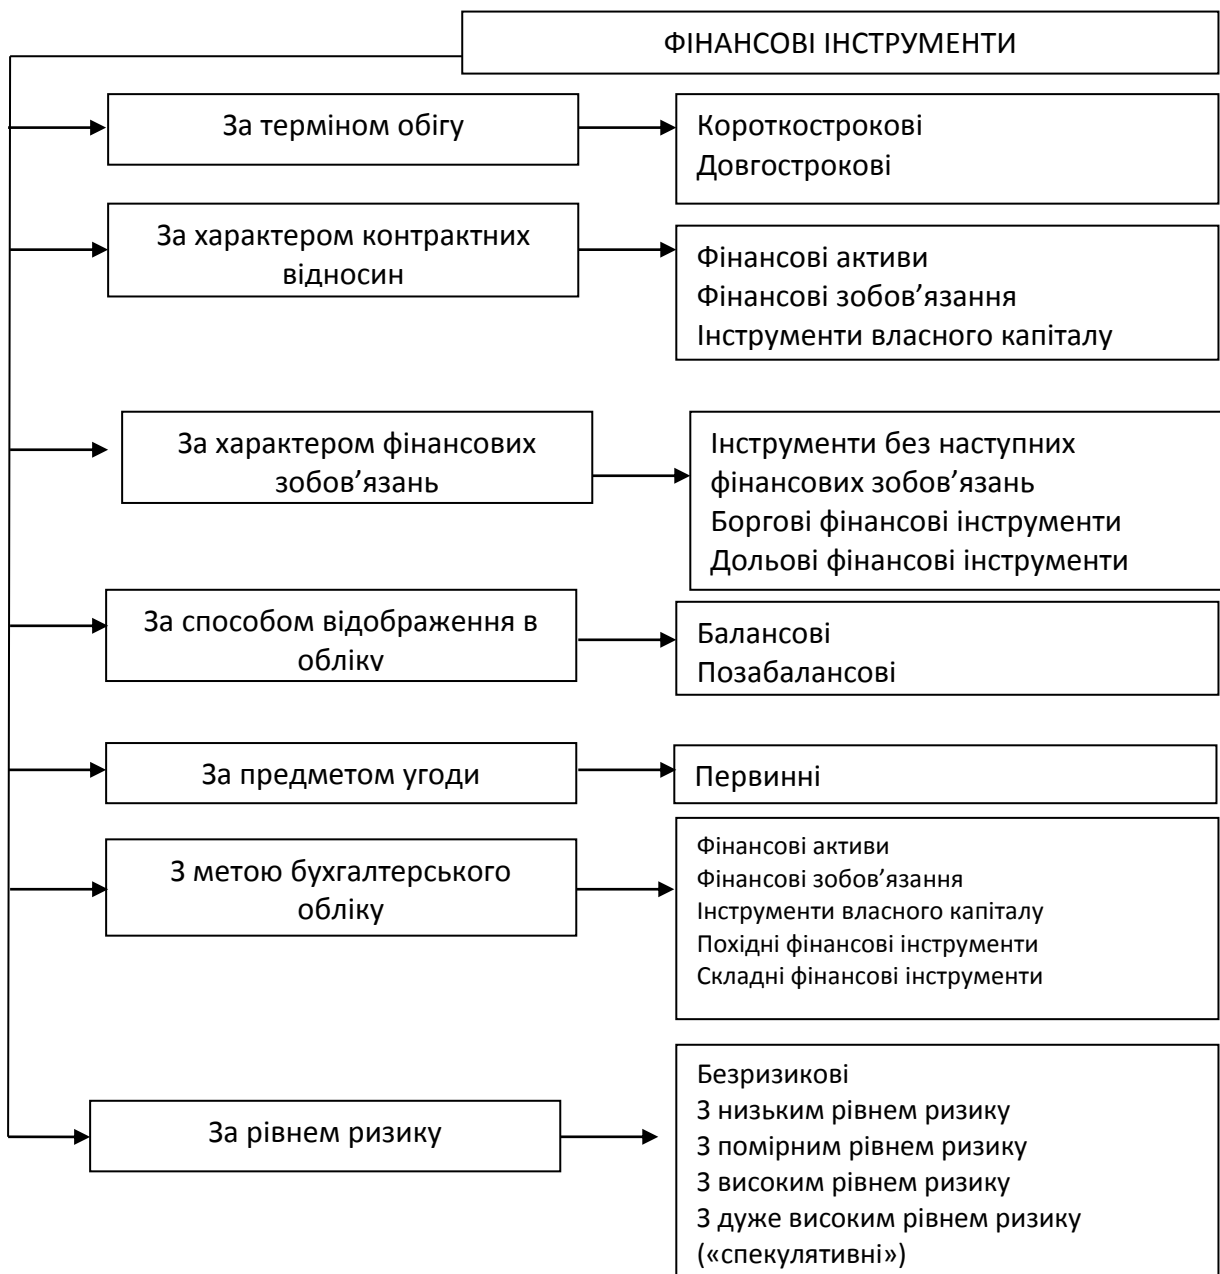 ФІНАНСОВІ ІНСТРУМЕНТИ
За терміном обігу
Короткострокові
Довгострокові
За характером контрактних
відносин
Фінансові активи
Фінансові зобов’язання
Інструменти власного капіталу
За характером фінансових
зобов’язань
Інструменти без наступних
фінансових зобов’язань
Боргові фінансові інструменти
Дольові фінансові інструменти
За способом відображення в
обліку
Балансові
Позабалансові
За предметом угоди
Первинні
З метою бухгалтерського
обліку
Фінансові активи
Фінансові зобов’язання
Інструменти власного капіталу
Похідні фінансові інструменти
Складні фінансові інструменти
За рівнем ризику
Безризикові
З низьким рівнем ризику
З помірним рівнем ризику
З високим рівнем ризику
З дуже високим рівнем ризику
(«спекулятивні»)